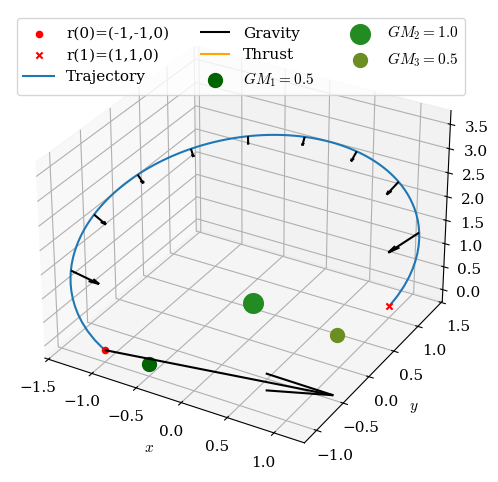 r(0)=(-1,-1,0)
r(1)=(1,1,0)
Trajectory
Gravity
Thrust
GM₁ = 0.5
GM₂ = 1.0
GM₃ = 0.5
3.5
3.0
2.5
2.0
1.5
1.0
0.5
0.0
−1.5
−1.0
−0.5
0.0
0.5
1.0
x
−1.0
−0.5
0.0
0.5
1.0
1.5
y